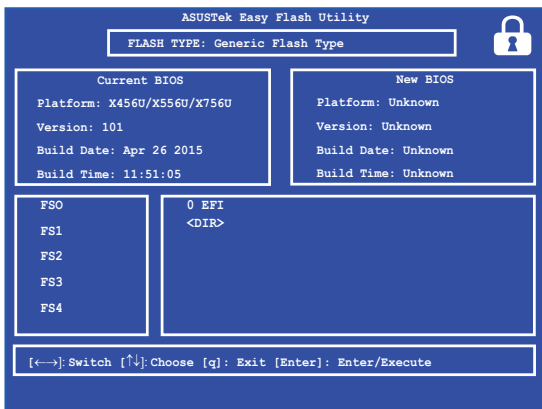 ASUSTek Easy Flash Utility
FLASH TYPE: Generic Flash Type
Current BIOS
Platform: X456U/X556U/X756U
Version: 101
Build Date: Apr 26 2015
Build Time: 11:51:05
New BIOS
Platform: Unknown
Version: Unknown
Build Date: Unknown
Build Time: Unknown
FSO
FS1
FS2
FS3
FS4
0 EFI
<DIR>
[←→]: Switch [↑↓]: Choose [q]: Exit [Enter]: Enter/Execute